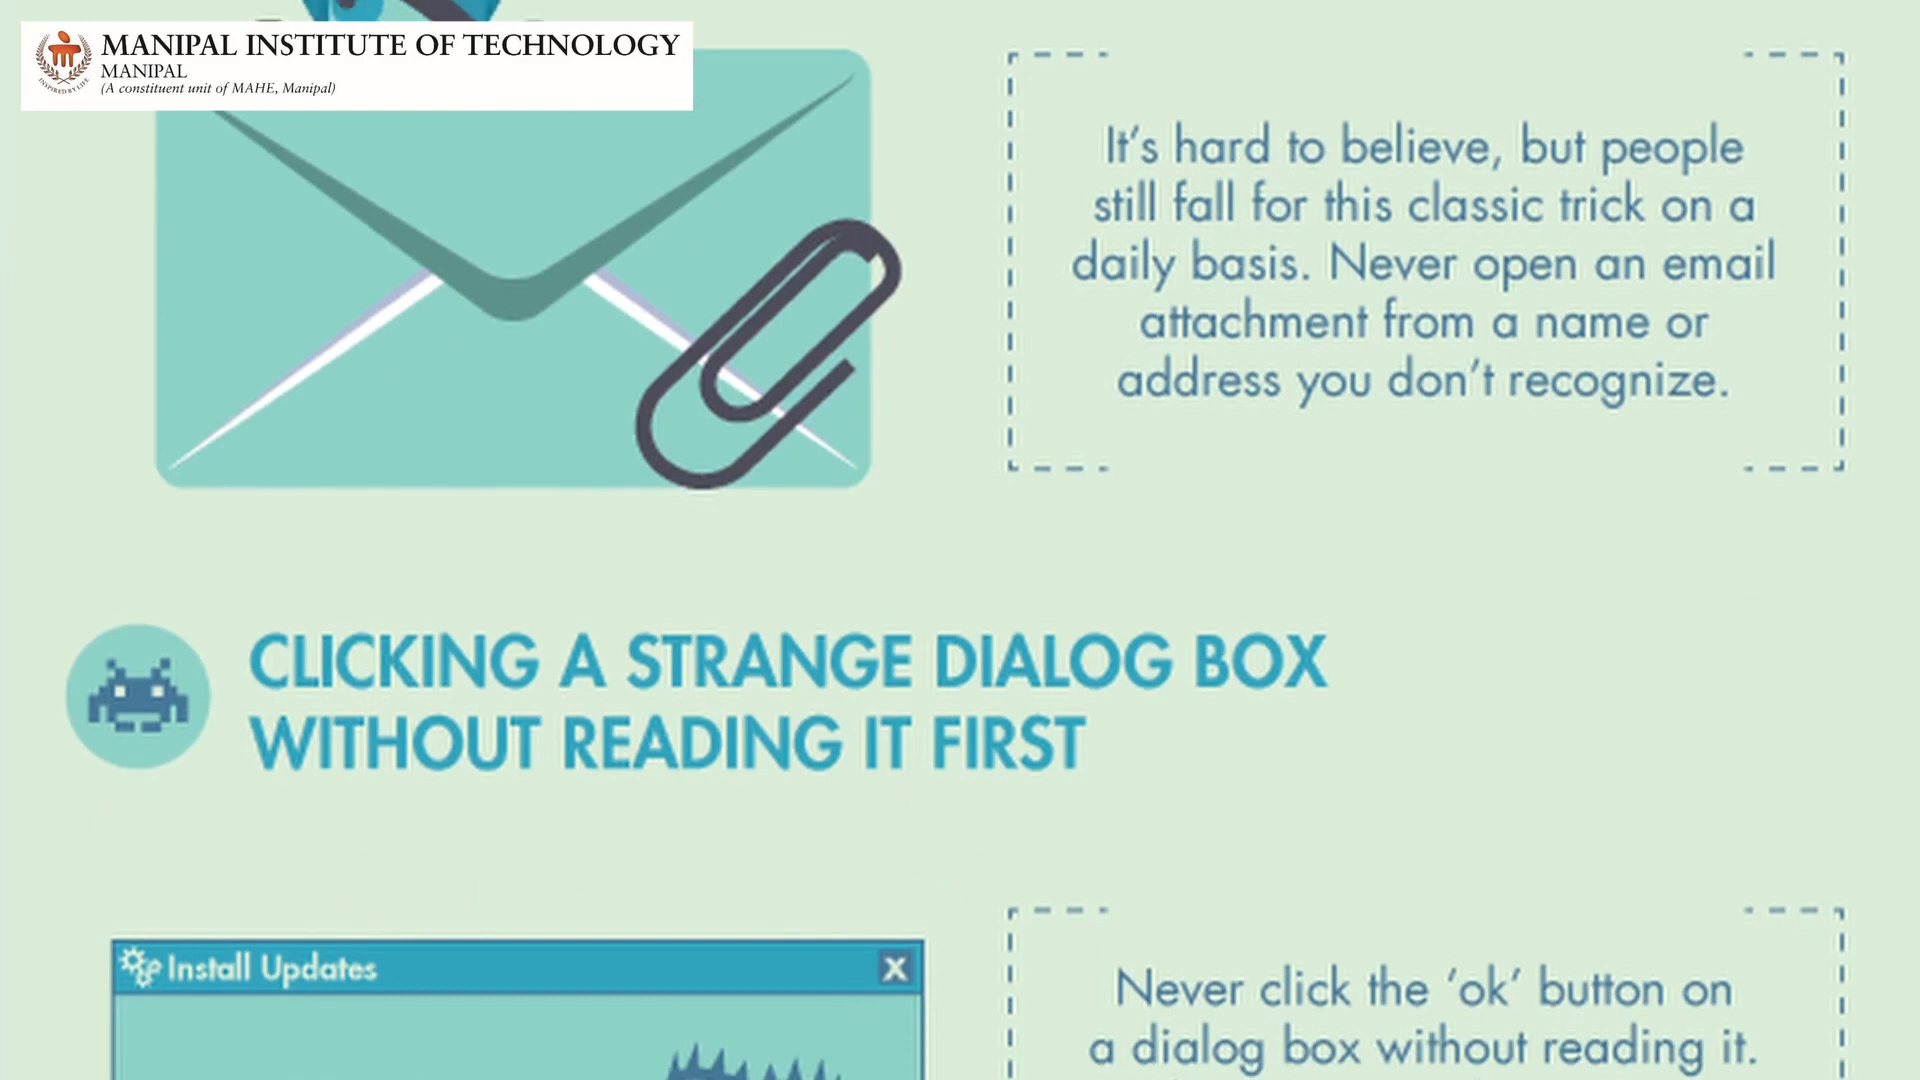 MANIPAL INSTITUTE OF TECHNOLOGY
MANIPAL
(A constituent unit of MAHE, Manipal)
INSPIRED BY LIFE
It's hard to believe, but people
still fall for this classic trick on a
daily basis. Never open an email
attachment from a name or
address you don't recognize.
CLICKING A STRANGE DIALOG BOX
WITHOUT READING IT FIRST
Install Updates
X
Never click the 'ok' button on
a dialog box without reading it.